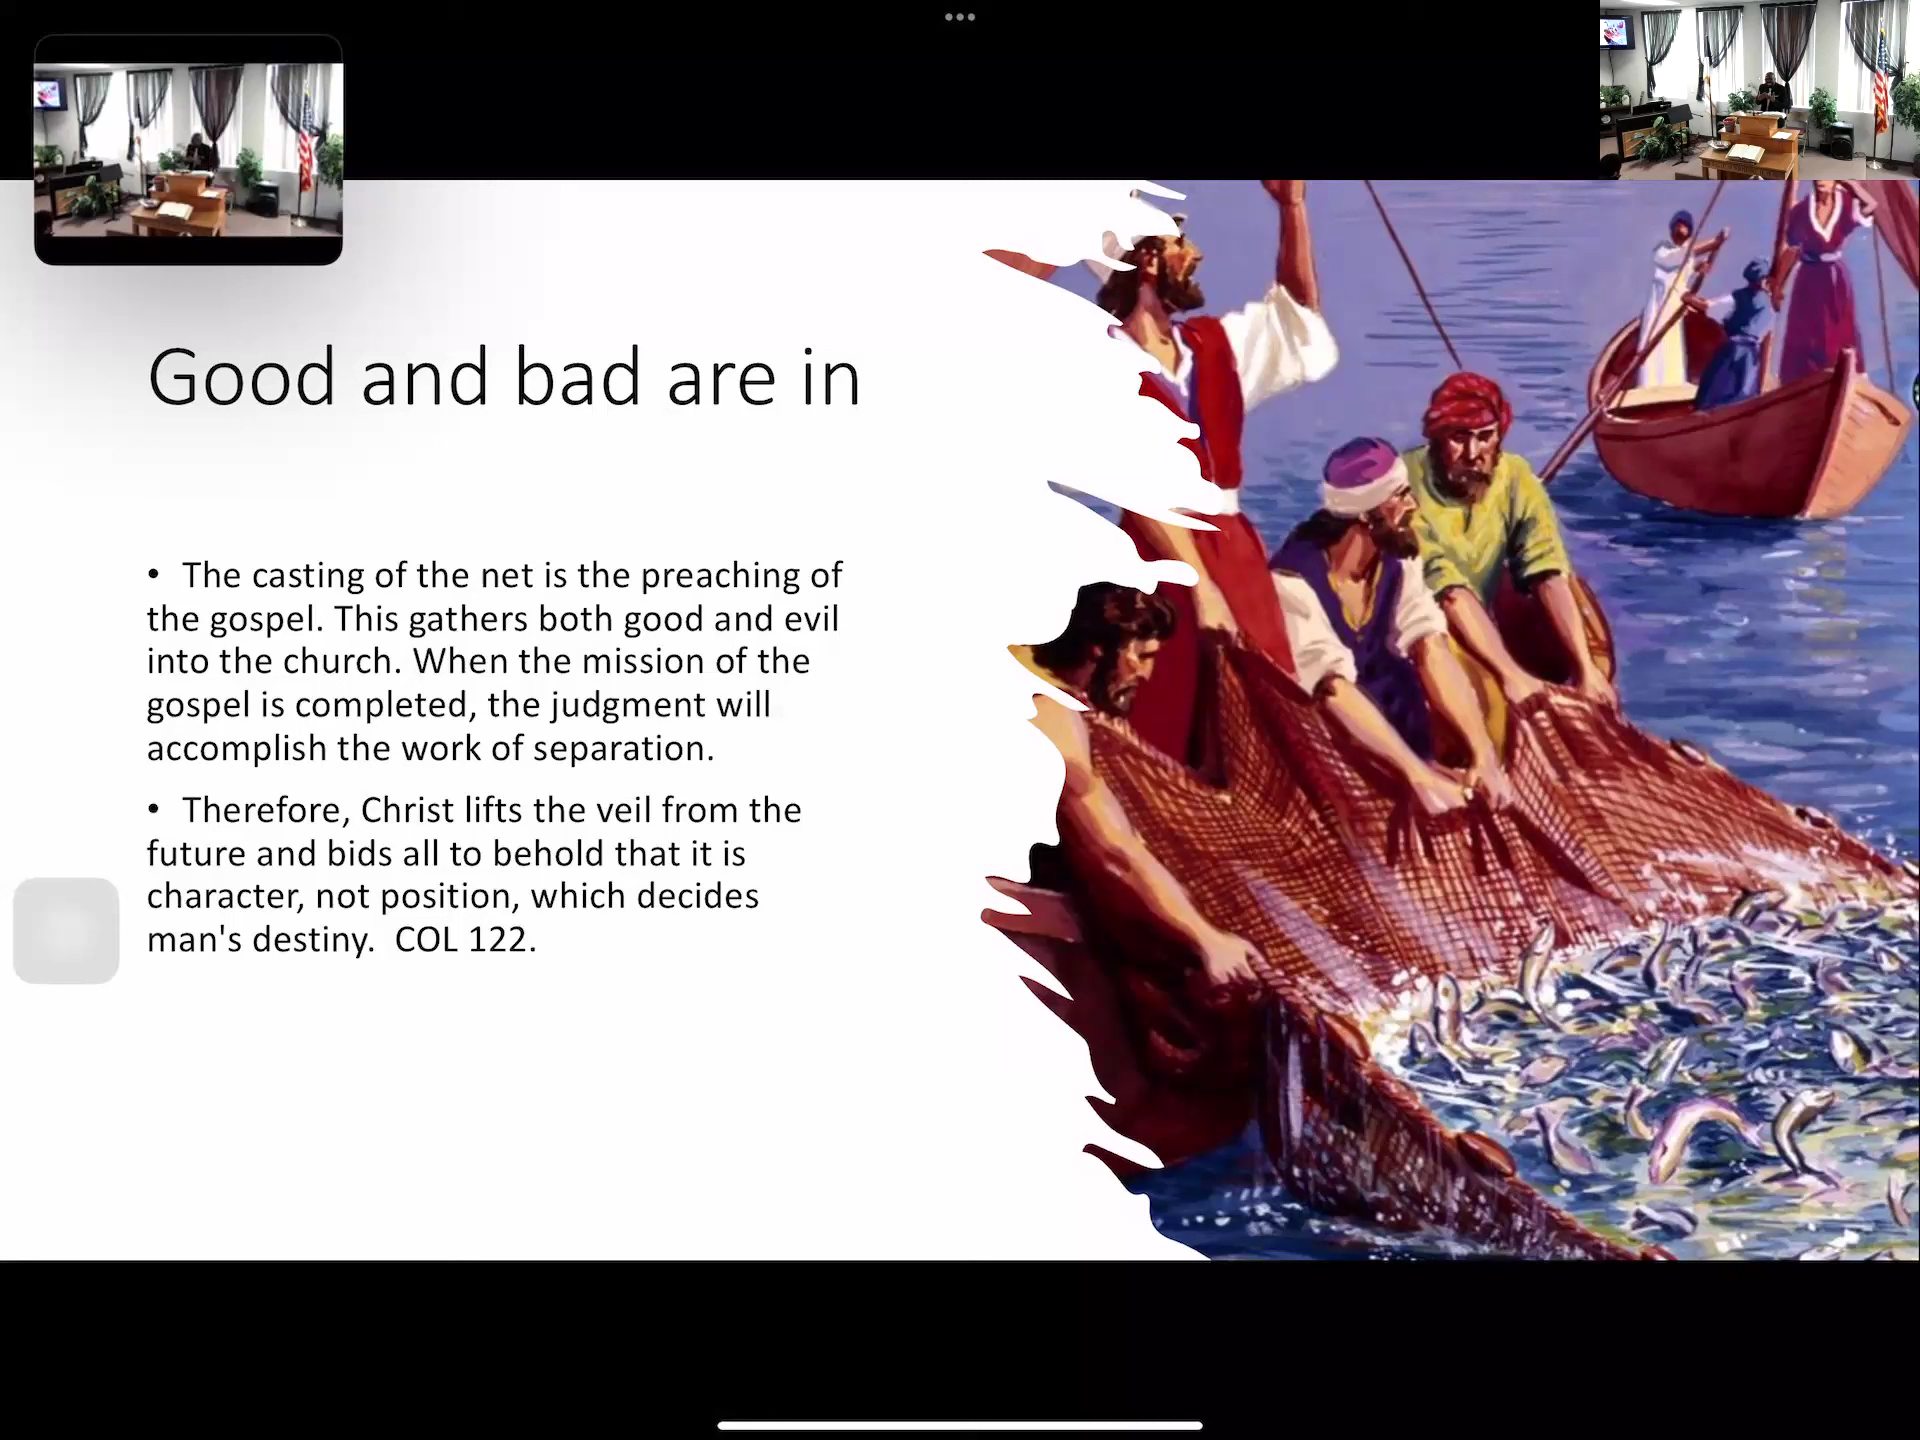 Good and bad are in
• The casting of the net is the preaching of
the gospel. This gathers both good and evil
into the church. When the mission of the
gospel is completed, the judgment will
accomplish the work of separation.
• Therefore, Christ lifts the veil from the
future and bids all to behold that it is
character, not position, which decides
man's destiny.  COL 122.